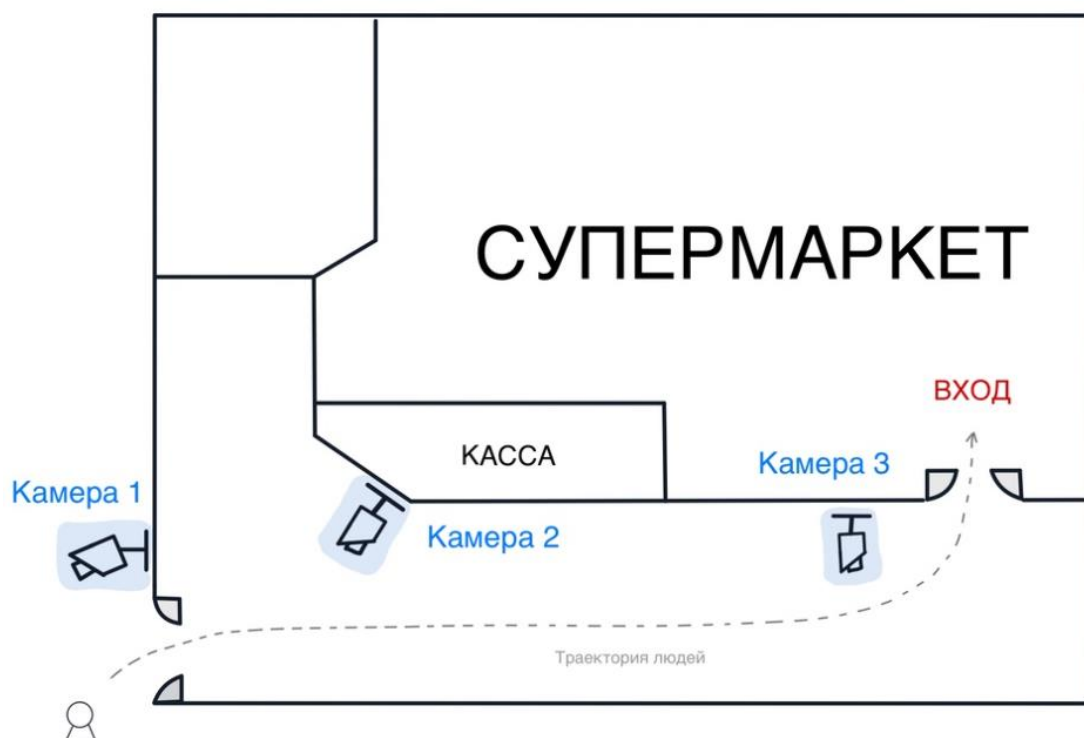 СУПЕРМАРКЕТ
ВХОД
КАССА
Камера 3
Камера 1
Камера 2
Траектория людей